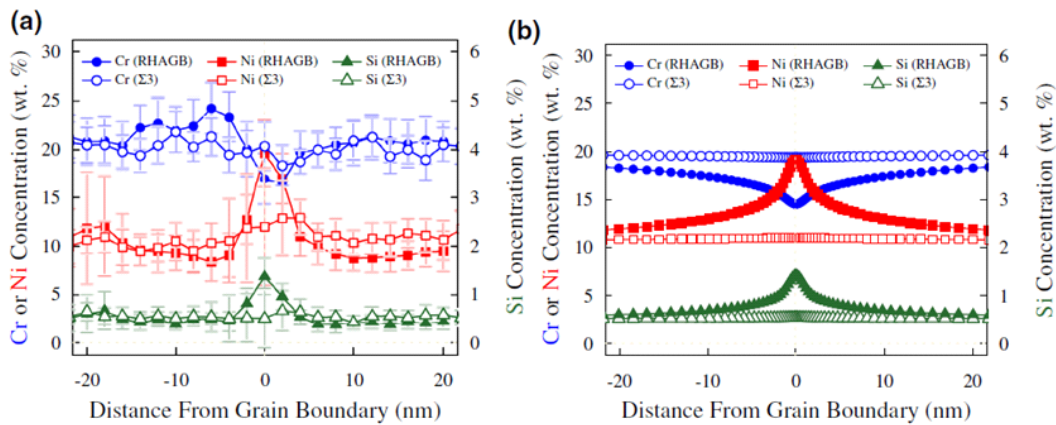 (a)
Cr (RHAGB) Ni (RHAGB) Si (RHAGB)
Cr (Σ3) Ni (Σ3) Si (Σ3)
Cr or Ni Concentration (wt. %)
30
25
20
15
10
5
0
6
5
4
3
2
1
0
Si Concentration (wt. %)
-20 -10 0 10 20
Distance From Grain Boundary (nm)
(b)
Cr (RHAGB) Ni (RHAGB) Si (RHAGB)
Cr (Σ3) Ni (Σ3) Si (Σ3)
Cr or Ni Concentration (wt. %)
30
25
20
15
10
5
0
6
5
4
3
2
1
0
Si Concentration (wt. %)
-20 -10 0 10 20
Distance From Grain Boundary (nm)